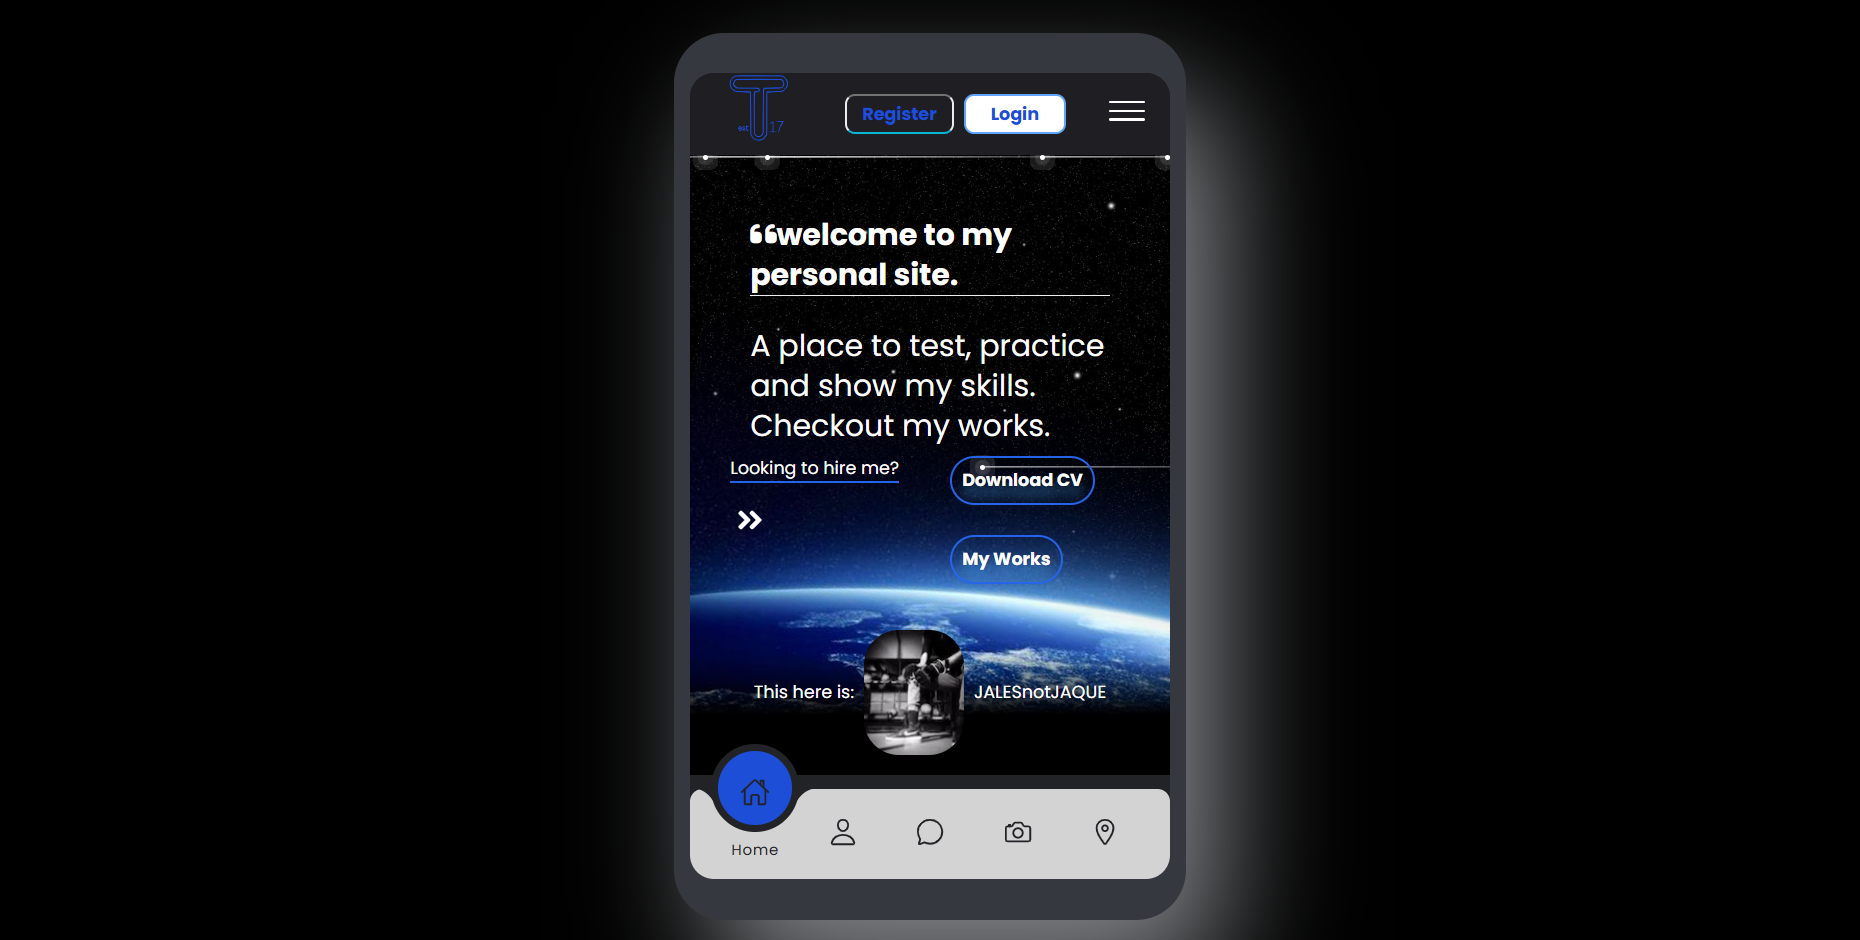 T
est 17
Register
Login
“welcome to my
personal site.
A place to test, practice
and show my skills.
Checkout my works.
Looking to hire me?
Download CV
My Works
This here is:
JALESnotJAQUE
Home